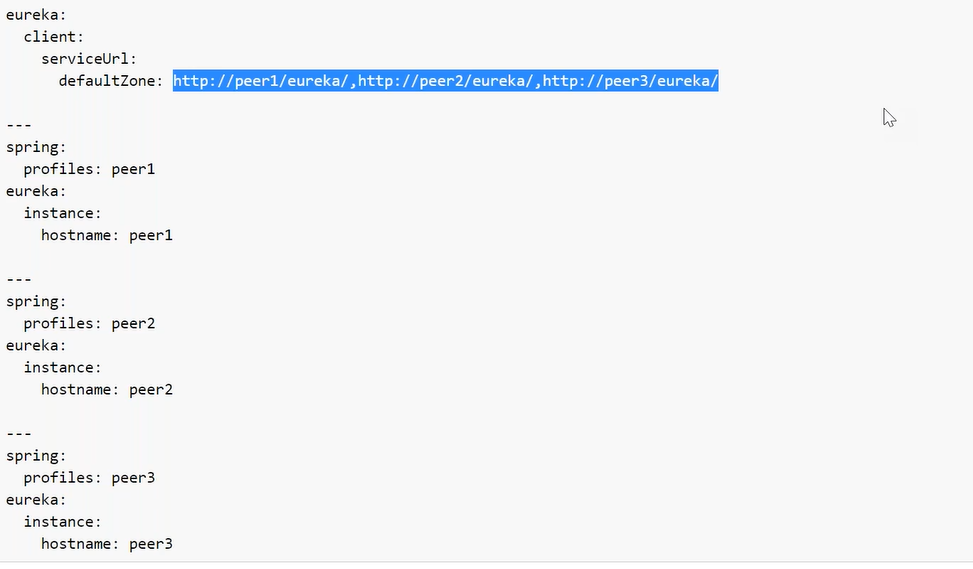 eureka:
  client:
    serviceUrl:
      defaultZone: http://peer1/eureka/,http://peer2/eureka/,http://peer3/eureka/
---
spring:
  profiles: peer1
eureka:
  instance:
    hostname: peer1
---
spring:
  profiles: peer2
eureka:
  instance:
    hostname: peer2
---
spring:
  profiles: peer3
eureka:
  instance:
    hostname: peer3